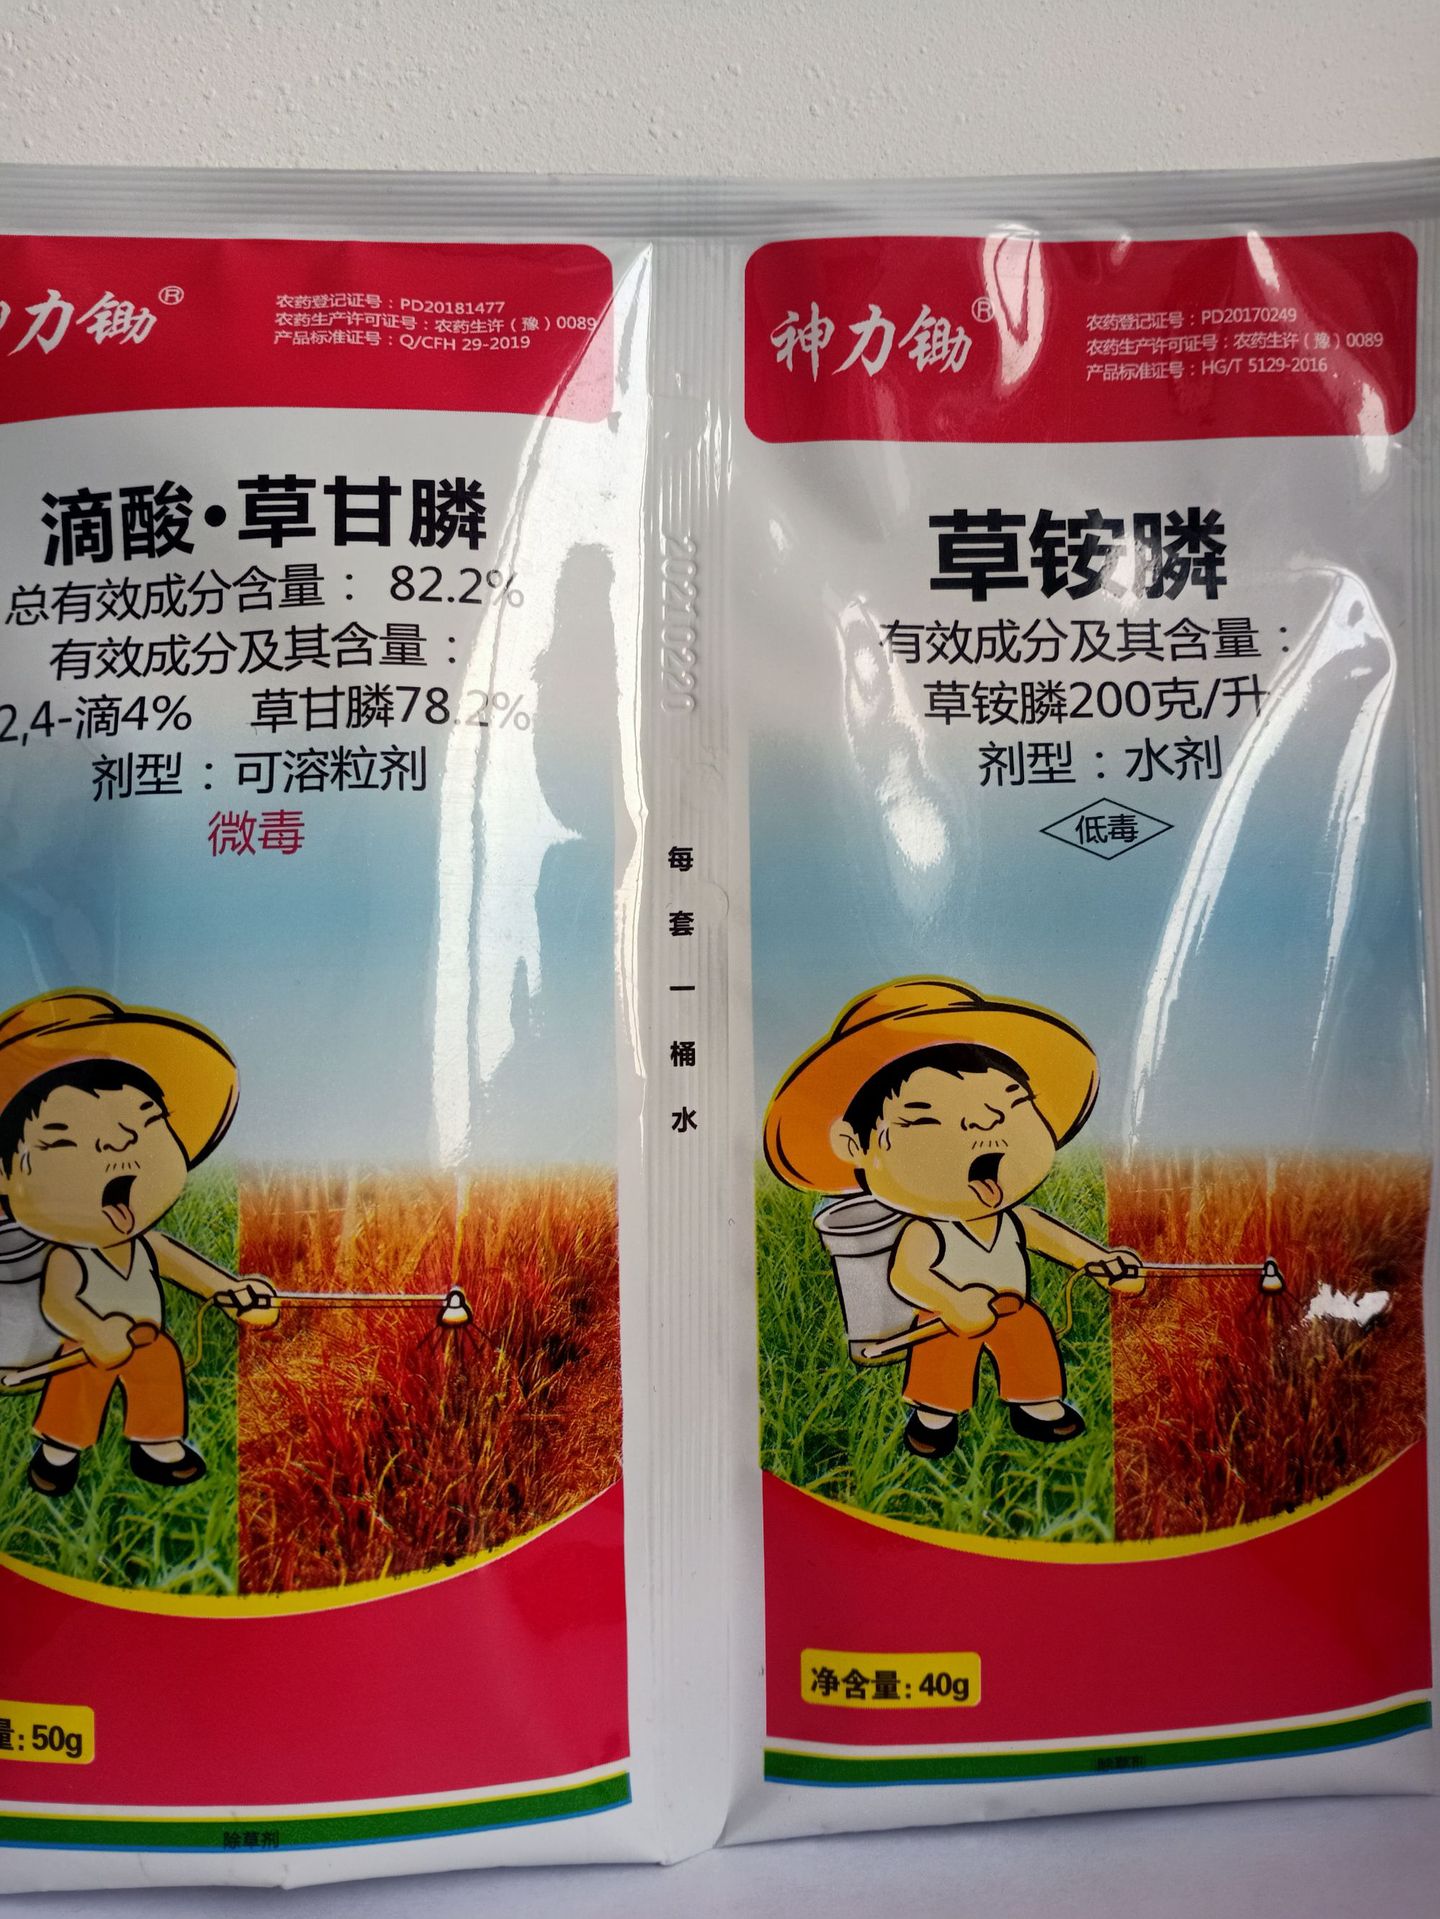 力锄®
农药登记证号：PD20181477
农药生产许可证号：农药生许（豫）0089
产品标准证号：Q/CFH 29-2019
滴酸·草甘膦
总有效成分含量： 82.2%
有效成分及其含量：
2,4-滴4% 草甘膦78.2%
剂型：可溶粒剂
微毒
量: 50g
除草剂
20210220
每套一桶水
神力锄®
农药登记证号：PD20170249
农药生产许可证号：农药生许（豫）0089
产品标准证号：HG/T 5129-2016
草铵膦
有效成分及其含量：
草铵膦200克/升
剂型：水剂
低毒
净含量: 40g
除草剂